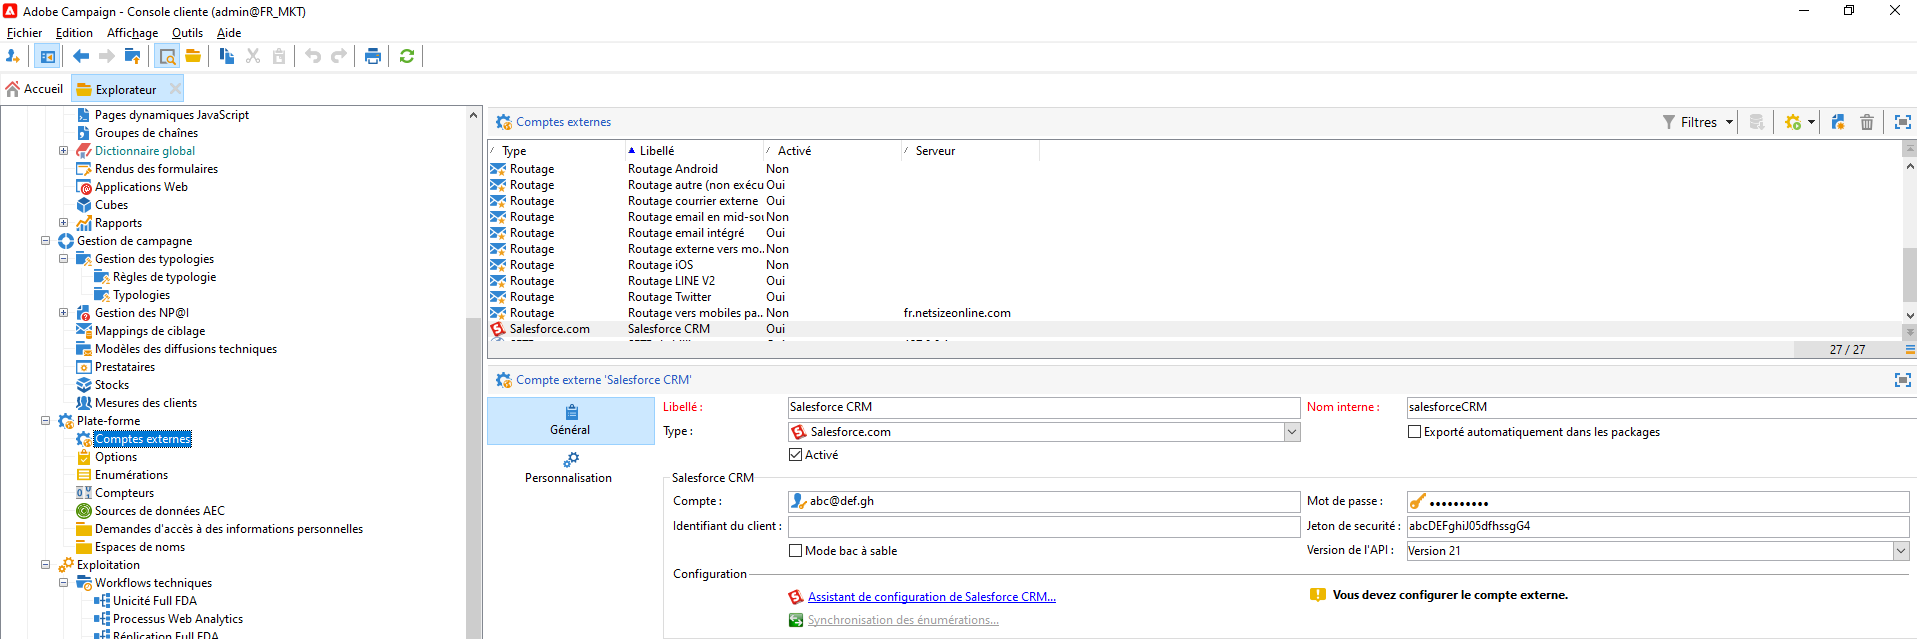 Adobe Campaign - Console cliente (admin@FR_MKT)
Fichier Edition Affichage Outils Aide
Accueil Explorateur
Pages dynamiques JavaScript
Groupes de chaînes
Dictionnaire global
Rendus des formulaires
Applications Web
Cubes
Rapports
Gestion de campagne
Gestion des typologies
Règles de typologie
Typologies
Gestion des NP@I
Mappings de ciblage
Modèles des diffusions techniques
Prestataires
Stocks
Mesures des clients
Plate-forme
Comptes externes
Options
Enumérations
Compteurs
Sources de données AEC
Demandes d'accès à des informations personnelles
Espaces de noms
Exploitation
Workflows techniques
Unicité Full FDA
Processus Web Analytics
Réplication Full FDA
Comptes externes Filtres
Type Libellé Activé Serveur
Routage Routage Android Non
Routage Routage autre (non exécu Oui
Routage Routage courrier externe Oui
Routage Routage email en mid-sou Non
Routage Routage email intégré Oui
Routage Routage externe vers mo... Non
Routage Routage iOS Non
Routage Routage LINE V2 Oui
Routage Routage Twitter Oui
Routage Routage vers mobiles pa... Non fr.netsizeonline.com
Salesforce.com Salesforce CRM Oui
27 / 27
Compte externe 'Salesforce CRM'
Général
Personnalisation
Libellé : Salesforce CRM Nom interne : salesforceCRM
Type : Salesforce.com Exporté automatiquement dans les packages
Activé
Salesforce CRM
Compte : abc@def.gh Mot de passe : ••••••••••
Identifiant du client : Jeton de securité : abcDEFghiJ05dfhssgG4
Mode bac à sable Version de l'API : Version 21
Configuration
Assistant de configuration de Salesforce CRM... Vous devez configurer le compte externe.
Synchronisation des énumérations...